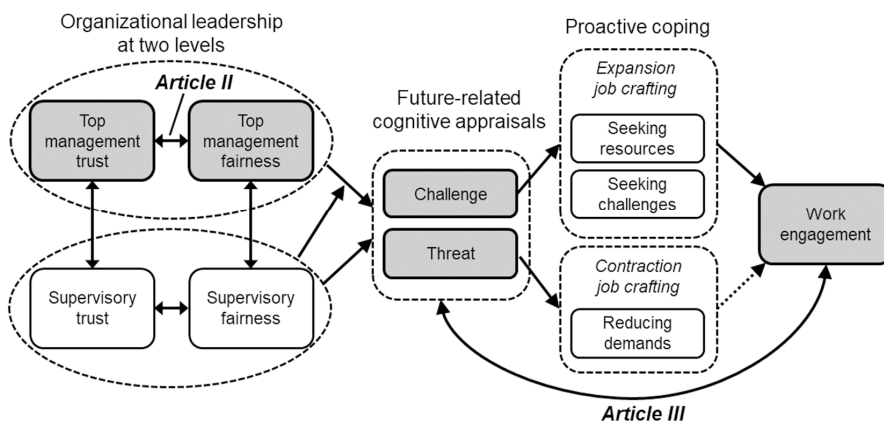 Organizational leadership
at two levels
Article II
Top
management
trust
Top
management
fairness
Supervisory
trust
Supervisory
fairness
Future-related
cognitive appraisals
Challenge
Threat
Proactive coping
Expansion
job crafting
Seeking
resources
Seeking
challenges
Contraction
job crafting
Reducing
demands
Work
engagement
Article III